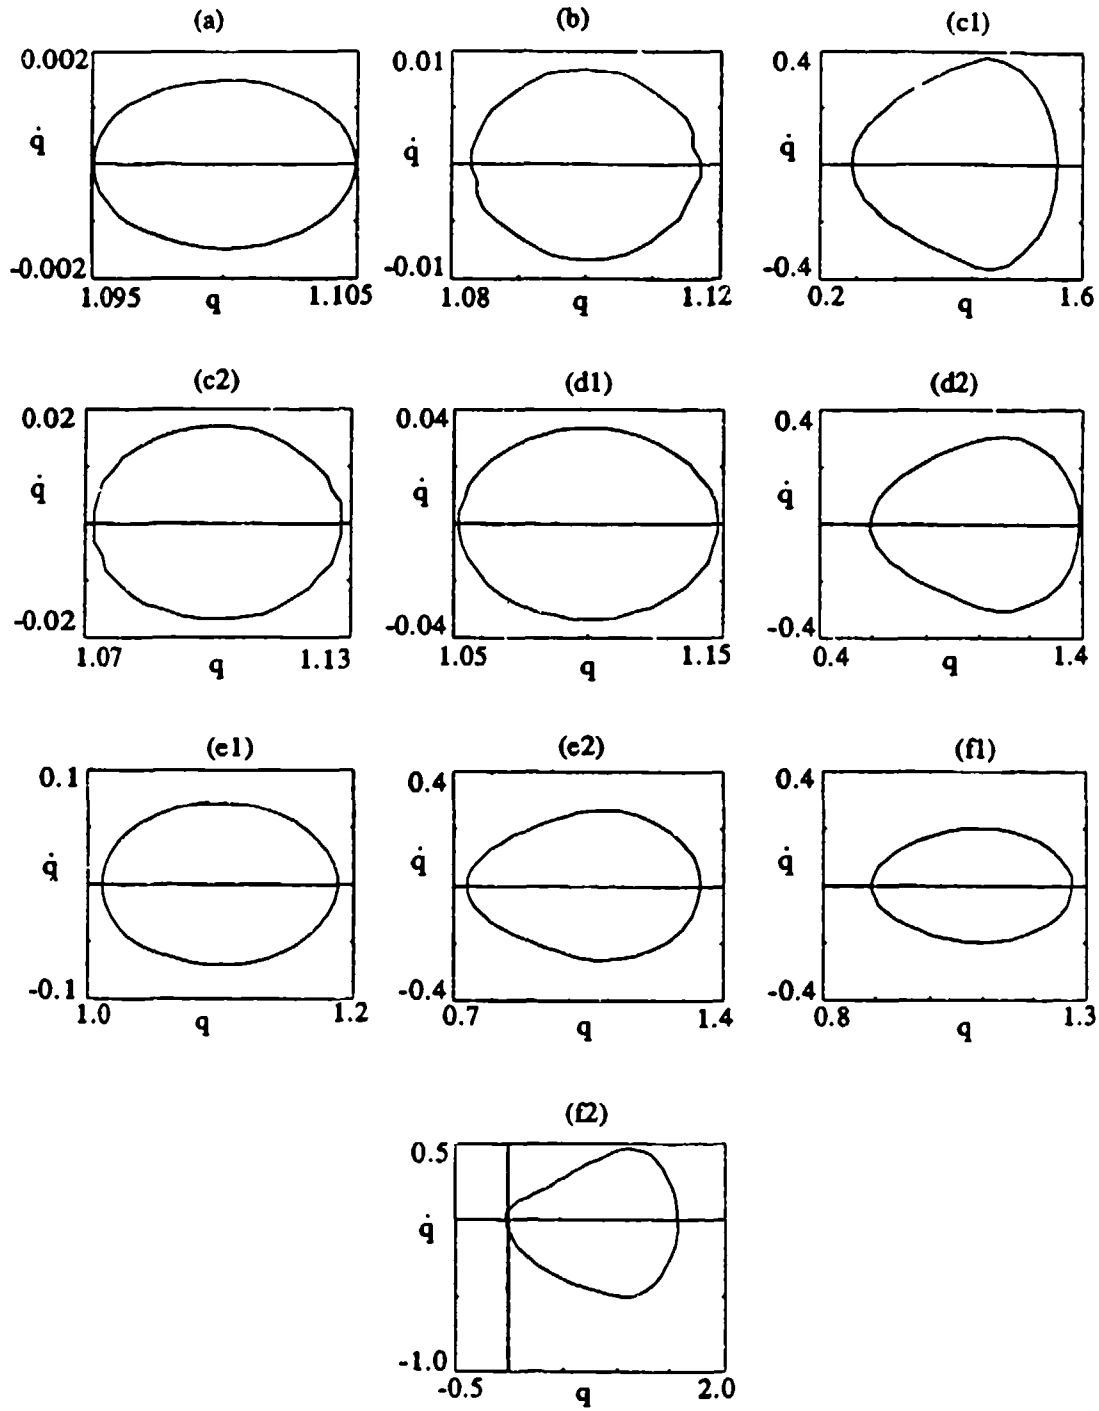 (a)
0.002
q̇
-0.002
1.095
q
1.105
(b)
0.01
q̇
-0.01
1.08
q
1.12
(c1)
0.4
q̇
-0.4
0.2
q
1.6
(c2)
0.02
q̇
-0.02
1.07
q
1.13
(d1)
0.04
q̇
-0.04
1.05
q
1.15
(d2)
0.4
q̇
-0.4
0.4
q
1.4
(e1)
0.1
q̇
-0.1
1.0
q
1.2
(e2)
0.4
q̇
-0.4
0.7
q
1.4
(f1)
0.4
q̇
-0.4
0.8
q
1.3
(f2)
0.5
q̇
-1.0
-0.5
q
2.0